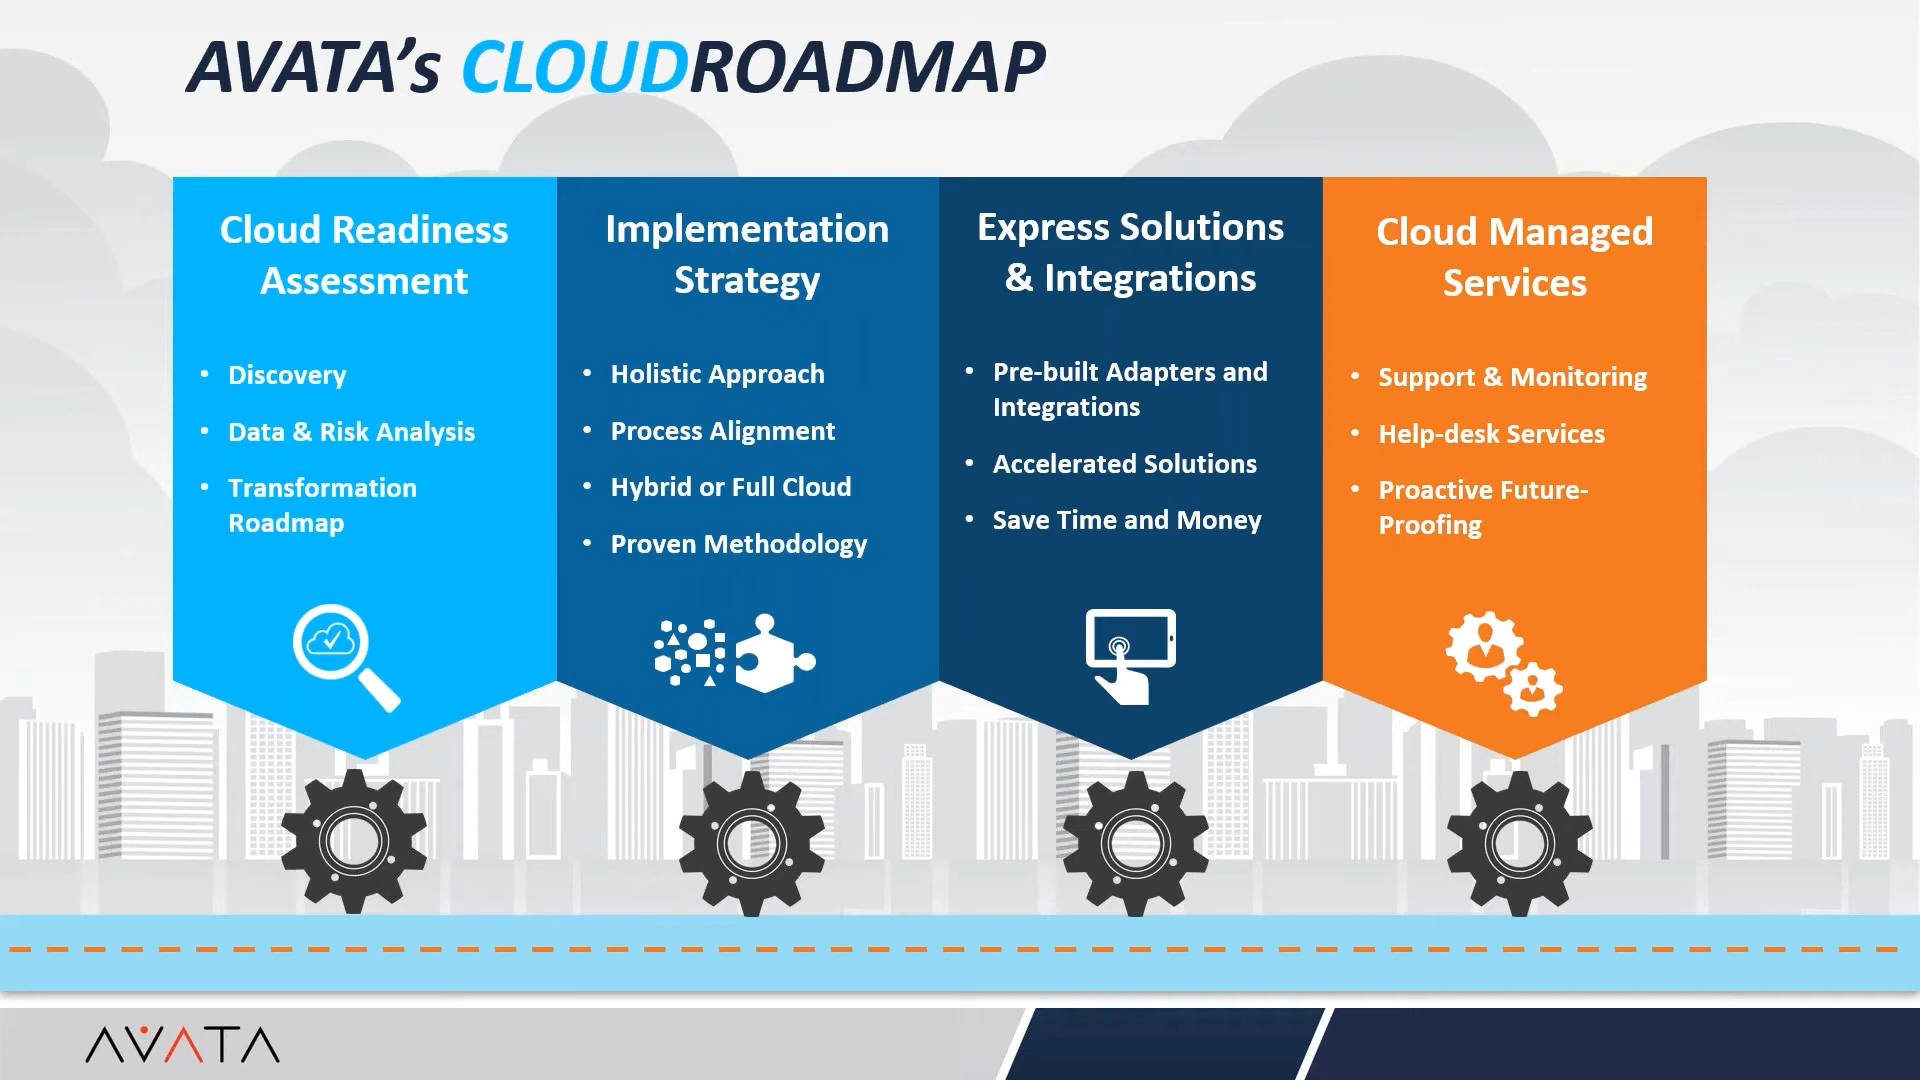 AVATA's CLOUDROADMAP
Cloud Readiness
Assessment
• Discovery
• Data & Risk Analysis
• Transformation
Roadmap
Implementation
Strategy
• Holistic Approach
• Process Alignment
• Hybrid or Full Cloud
• Proven Methodology
Express Solutions
& Integrations
• Pre-built Adapters and
Integrations
• Accelerated Solutions
• Save Time and Money
Cloud Managed
Services
• Support & Monitoring
• Help-desk Services
• Proactive Future-
Proofing
AVATA